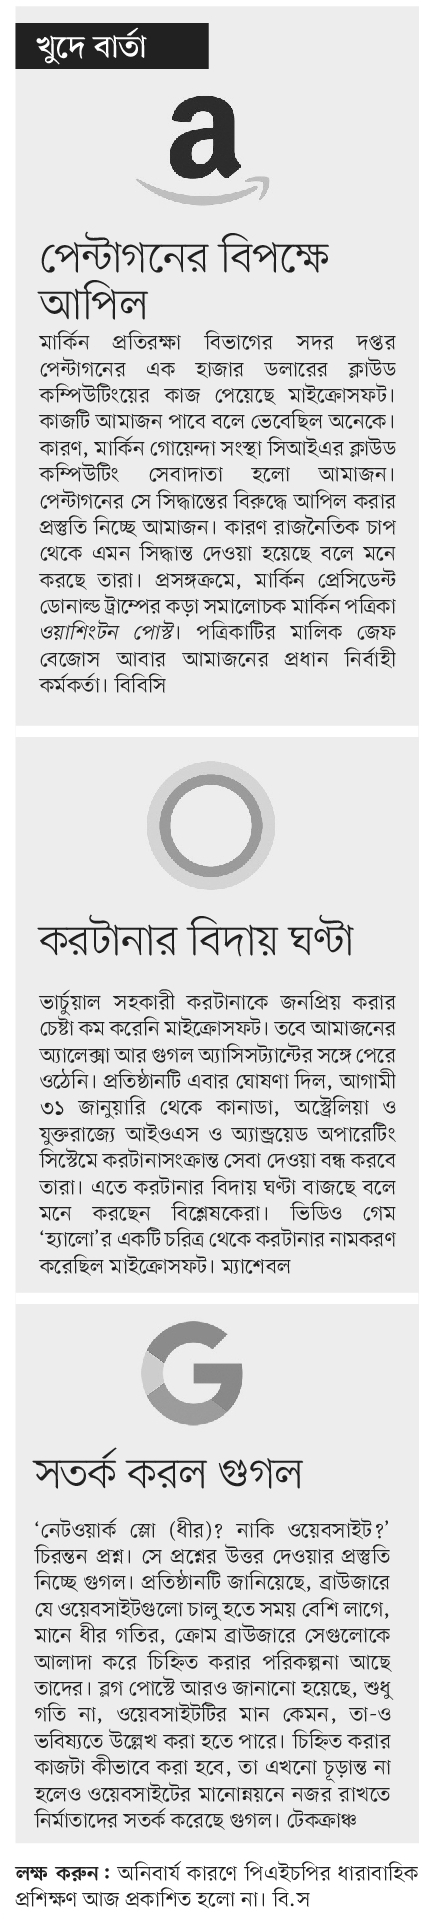 খুদে বার্তা
a
পেন্টাগনের বিপক্ষে
আপিল
মার্কিন প্রতিরক্ষা বিভাগের সদর দপ্তর
পেন্টাগনের এক হাজার ডলারের ক্লাউড
কম্পিউটিংয়ের কাজ পেয়েছে মাইক্রোসফট।
কাজটি আমাজন পাবে বলে ভেবেছিল অনেকে।
কারণ, মার্কিন গোয়েন্দা সংস্থা সিআইএর ক্লাউড
কম্পিউটিং সেবাদাতা হলো আমাজন।
পেন্টাগনের সে সিদ্ধান্তের বিরুদ্ধে আপিল করার
প্রস্তুতি নিচ্ছে আমাজন। কারণ রাজনৈতিক চাপ
থেকে এমন সিদ্ধান্ত দেওয়া হয়েছে বলে মনে
করছে তারা। প্রসঙ্গক্রমে, মার্কিন প্রেসিডেন্ট
ডোনাল্ড ট্রাম্পের কড়া সমালোচক মার্কিন পত্রিকা
ওয়াশিংটন পোস্ট। পত্রিকাটির মালিক জেফ
বেজোস আবার আমাজনের প্রধান নির্বাহী
কর্মকর্তা। বিবিসি
করটানার বিদায় ঘণ্টা
ভার্চুয়াল সহকারী করটানাকে জনপ্রিয় করার
চেষ্টা কম করেনি মাইক্রোসফট। তবে আমাজনের
অ্যালেক্সা আর গুগল অ্যাসিসট্যান্টের সঙ্গে পেরে
ওঠেনি। প্রতিষ্ঠানটি এবার ঘোষণা দিল, আগামী
৩১ জানুয়ারি থেকে কানাডা, অস্ট্রেলিয়া ও
যুক্তরাজ্যে আইওএস ও অ্যান্ড্রয়েড অপারেটিং
সিস্টেমে করটানাসংক্রান্ত সেবা দেওয়া বন্ধ করবে
তারা। এতে করটানার বিদায় ঘণ্টা বাজছে বলে
মনে করছেন বিশ্লেষকেরা। ভিডিও গেম
‘হ্যালো’র একটি চরিত্র থেকে করটানার নামকরণ
করেছিল মাইক্রোসফট। ম্যাশেবল
G
সতর্ক করল গুগল
‘নেটওয়ার্ক স্লো (ধীর)? নাকি ওয়েবসাইট?’
চিরন্তন প্রশ্ন। সে প্রশ্নের উত্তর দেওয়ার প্রস্তুতি
নিচ্ছে গুগল। প্রতিষ্ঠানটি জানিয়েছে, ব্রাউজারে
যে ওয়েবসাইটগুলো চালু হতে সময় বেশি লাগে,
মানে ধীর গতির, ক্রোম ব্রাউজারে সেগুলোকে
আলাদা করে চিহ্নিত করার পরিকল্পনা আছে
তাদের। ব্লগ পোস্টে আরও জানানো হয়েছে, শুধু
গতি না, ওয়েবসাইটটির মান কেমন, তা-ও
ভবিষ্যতে উল্লেখ করা হতে পারে। চিহ্নিত করার
কাজটা কীভাবে করা হবে, তা এখনো চূড়ান্ত না
হলেও ওয়েবসাইটের মানোন্নয়নে নজর রাখতে
নির্মাতাদের সতর্ক করেছে গুগল। টেকক্রাঞ্চ
লক্ষ করুন : অনিবার্য কারণে পিএইচপির ধারাবাহিক
প্রশিক্ষণ আজ প্রকাশিত হলো না। বি.স